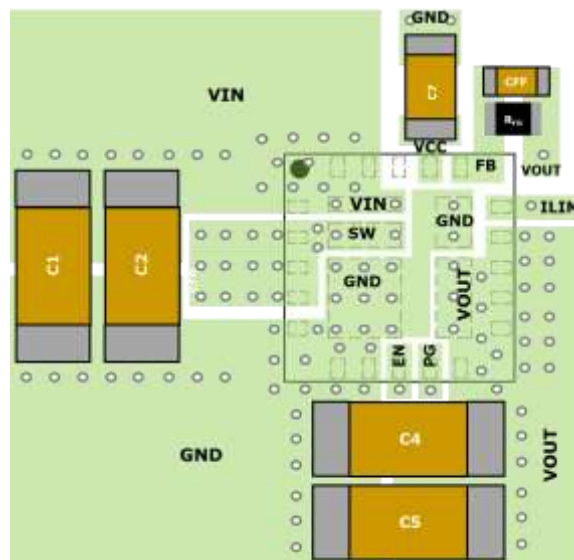 GND
VIN
CFF
VCC
FB
VOUT
VIN
GND
ILIM
SW
C1
C2
GND
VOUT
EN
PG
GND
C4
VOUT
C5